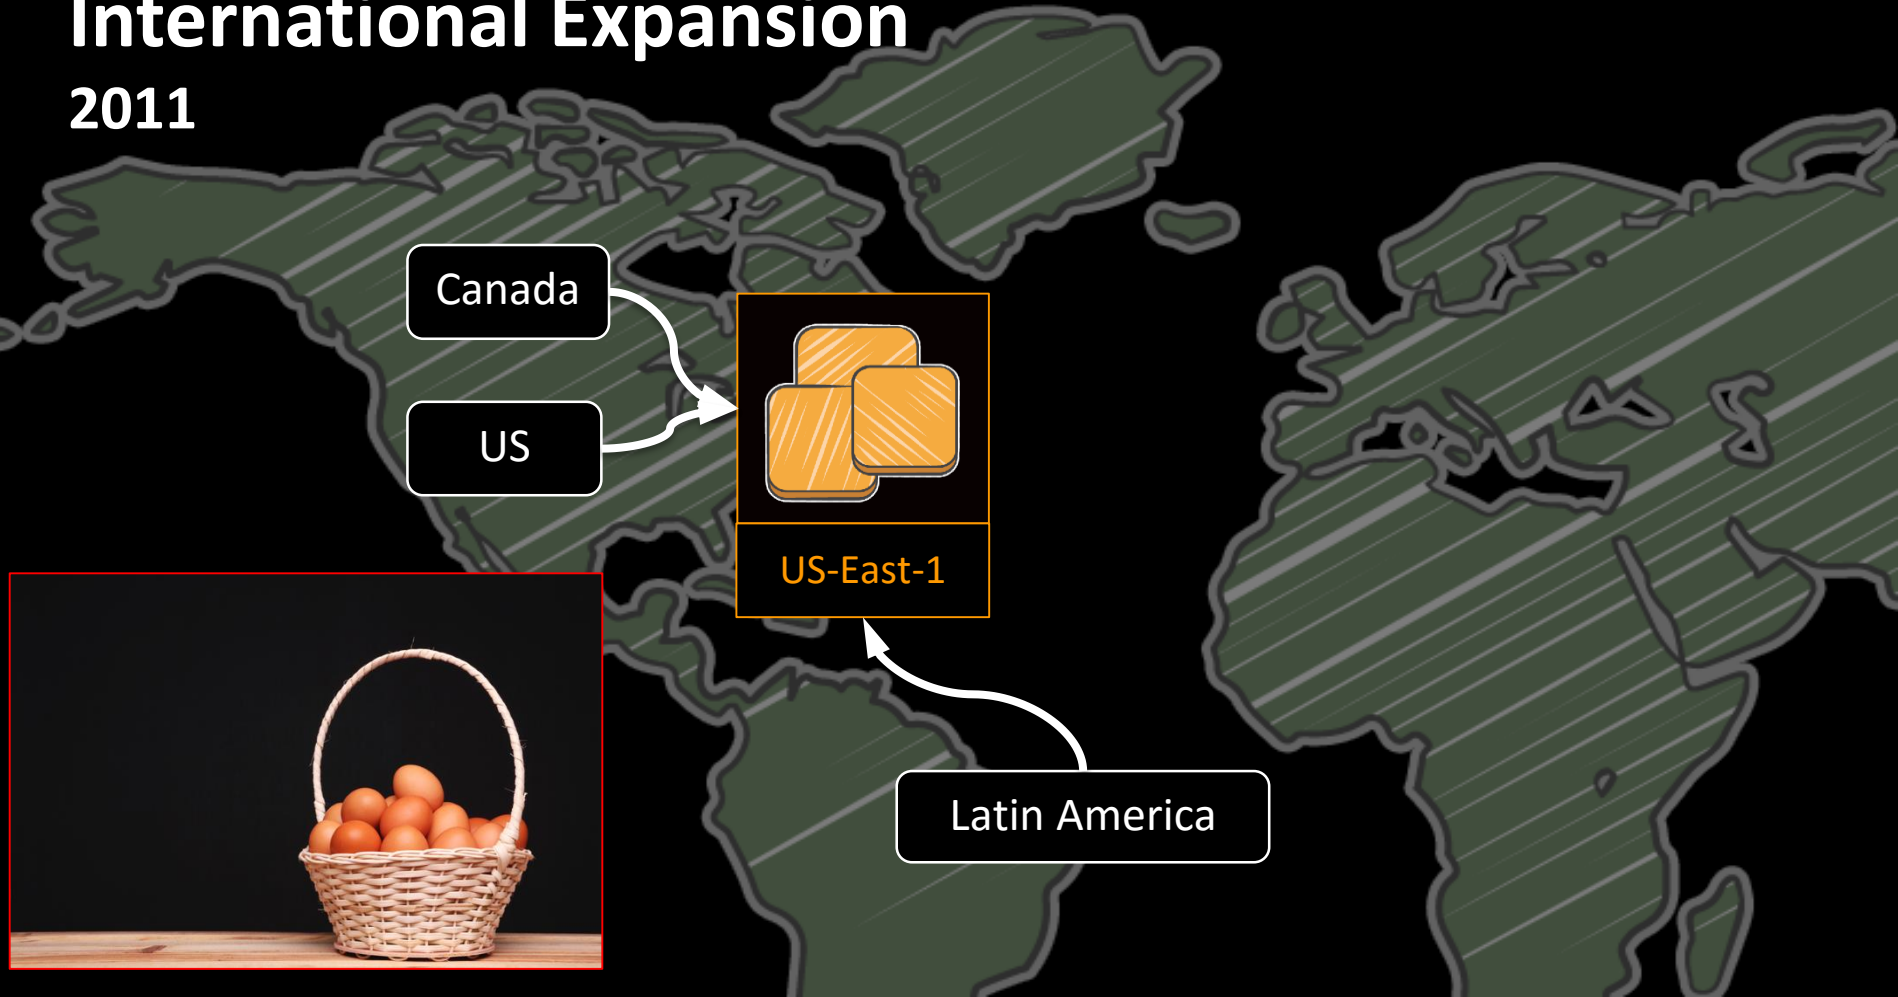 International Expansion
2011
Canada
US
US-East-1
Latin America